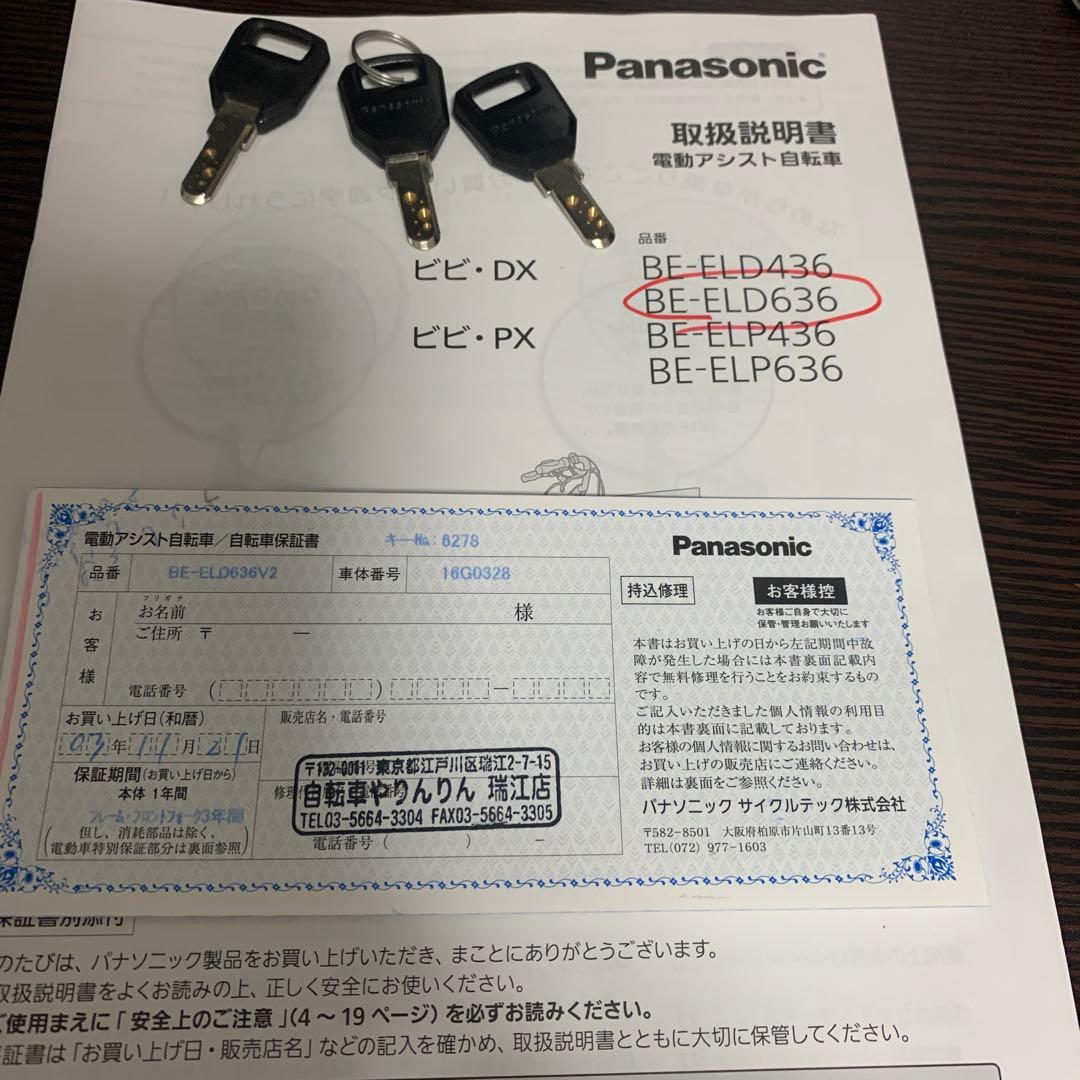 Panasonic
取扱説明書
電動アシスト自転車
Panasonic
Panasonic
品番
ビビ・DX
BE-ELD436
BE-ELD636
ビビ・PX
BE-ELP436
BE-ELP636
電動アシスト自転車/自転車保証書
キーNo.: 6278
Panasonic
品番 BE-ELD636V2 車体番号 16G0328
持込修理
お客様控
お客様ご自身で大切に
保管・管理お願いいたします
お客様
フリガナ
お名前 様
ご住所 〒 ー
電話番号 ( ) ー
お買い上げ日(和暦)
03年11月21日
保証期間(お買い上げ日から)
本体 1年間
フレーム・フロントフォーク3年間
(但し、消耗部品は除く、
電動車特別保証部分は裏面参照)
販売店名・電話番号
東京都江戸川区瑞江2-7-15
自転車やりんりん 瑞江店
TEL03-5664-3304 FAX03-5664-3305
電話番号 ( ) ー
本書はお買い上げの日から左記期間中故
障が発生した場合には本書裏面記載内
容で無料修理を行うことをお約束するもの
です。
ご記入いただきました個人情報の利用目
的は本書裏面に記載しております。
お客様の個人情報に関するお問い合わせは、
お買い上げの販売店にご連絡ください。
詳細は裏面をご参照ください。
パナソニック サイクルテック株式会社
〒582-8501 大阪府柏原市片山町13番13号
TEL(072) 977-1603
保証書別添付
のたびは、パナソニック製品をお買い上げいただき、まことにありがとうございます。
取扱説明書をよくお読みの上、正しく安全にお使いください。
ご使用まえに「安全上のご注意」(4～19ページ)を必ずお読みください。
証書は「お買い上げ日・販売店名」などの記入を確かめ、取扱説明書とともに大切に保管してください。